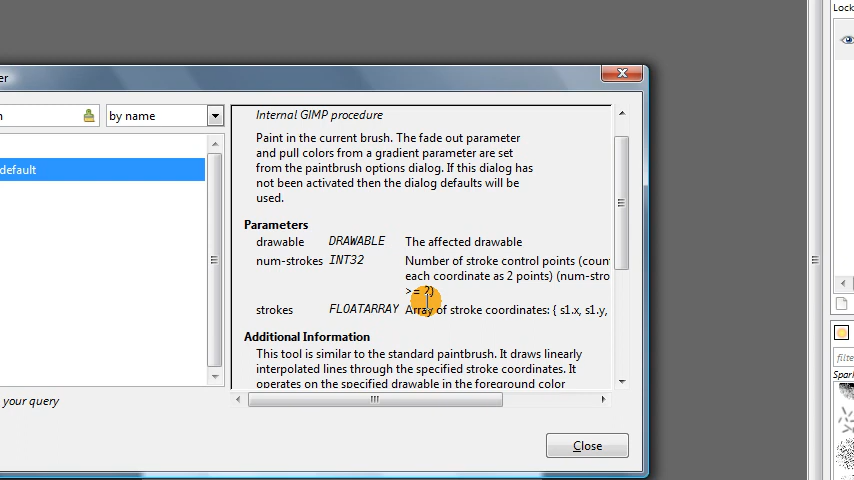 Lock
er
n
by name
default
Internal GIMP procedure
Paint in the current brush. The fade out parameter
and pull colors from a gradient parameter are set
from the paintbrush options dialog. If this dialog has
not been activated then the dialog defaults will be
used.
Parameters
drawable DRAWABLE The affected drawable
num-strokes INT32 Number of stroke control points (coun
each coordinate as 2 points) (num-stro
>= 2)
strokes FLOATARRAY Array of stroke coordinates: { s1.x, s1.y,
Additional Information
This tool is similar to the standard paintbrush. It draws linearly
interpolated lines through the specified stroke coordinates. It
operates on the specified drawable in the foreground color
your query
Close
filte
Spar